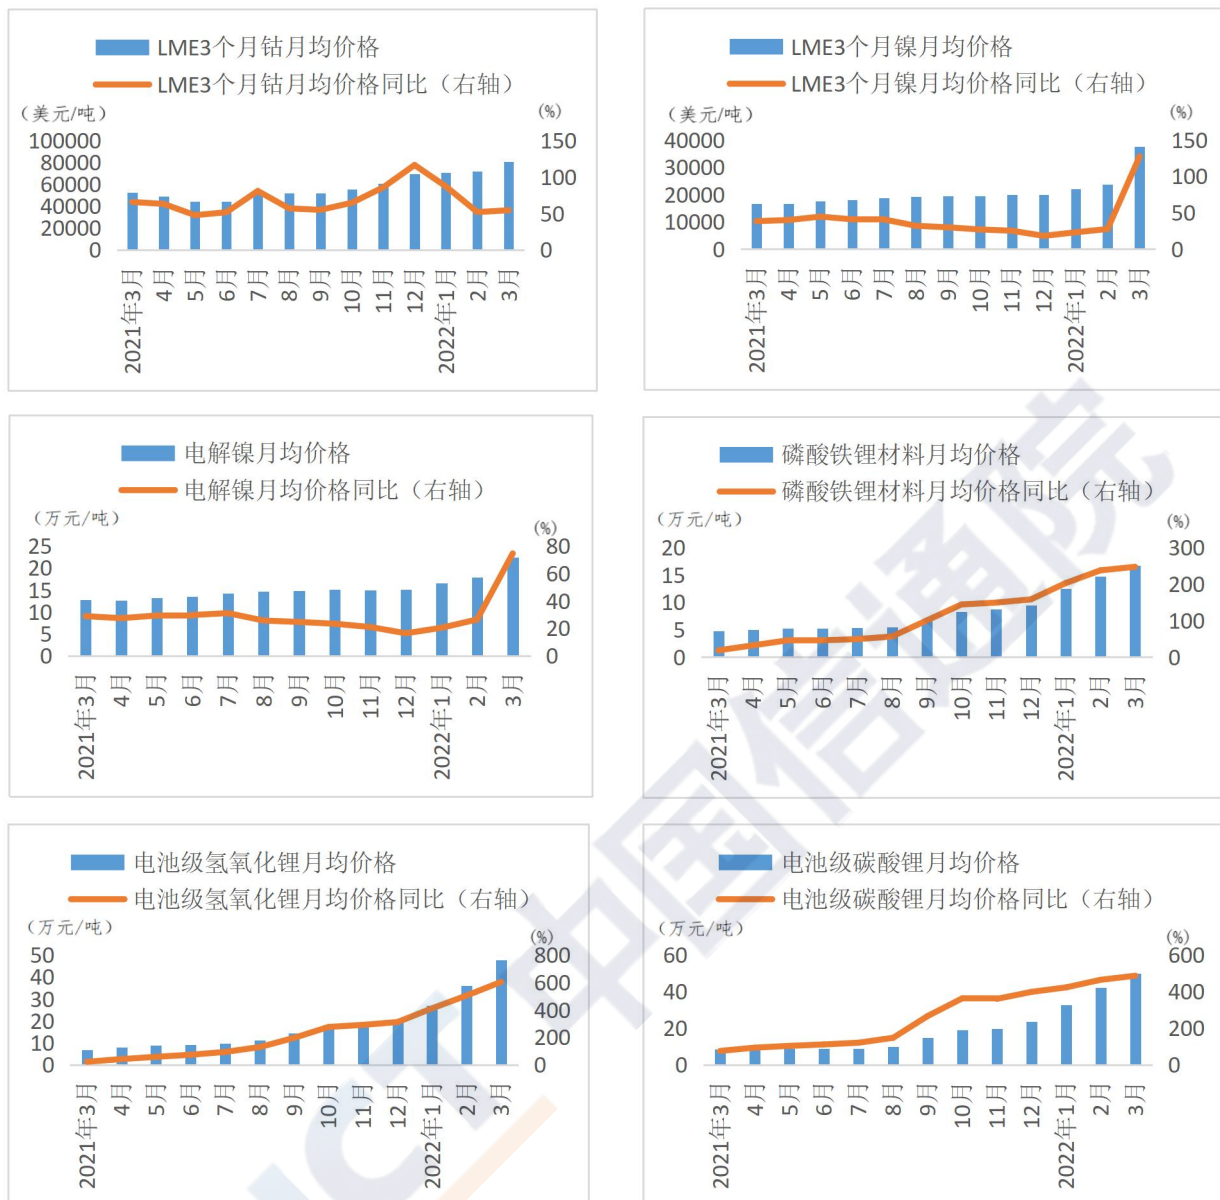 LME3个月钴月均价格
LME3个月钴月均价格同比（右轴）
（美元/吨）
(%)
100000
80000
60000
40000
20000
0
150
100
50
0
2021年3月
4月
5月
6月
7月
8月
9月
10月
11月
12月
2022年1月
2月
3月
LME3个月镍月均价格
LME3个月镍月均价格同比（右轴）
（美元/吨）
(%)
40000
30000
20000
10000
0
150
100
50
0
2021年3月
4月
5月
6月
7月
8月
9月
10月
11月
12月
2022年1月
2月
3月
电解镍月均价格
电解镍月均价格同比（右轴）
（万元/吨）
(%)
25
20
15
10
5
0
80
60
40
20
0
2021年3月
4月
5月
6月
7月
8月
9月
10月
11月
12月
2022年1月
2月
3月
磷酸铁锂材料月均价格
磷酸铁锂材料月均价格同比（右轴）
（万元/吨）
(%)
20
15
10
5
0
300
200
100
0
2021年3月
4月
5月
6月
7月
8月
9月
10月
11月
12月
2022年1月
2月
3月
电池级氢氧化锂月均价格
电池级氢氧化锂月均价格同比（右轴）
（万元/吨）
(%)
50
40
30
20
10
0
800
600
400
200
0
2021年3月
4月
5月
6月
7月
8月
9月
10月
11月
12月
2022年1月
2月
3月
电池级碳酸锂月均价格
电池级碳酸锂月均价格同比（右轴）
（万元/吨）
(%)
60
40
20
0
600
400
200
0
2021年3月
4月
5月
6月
7月
8月
9月
10月
11月
12月
2022年1月
2月
3月
中国信通院
ICT